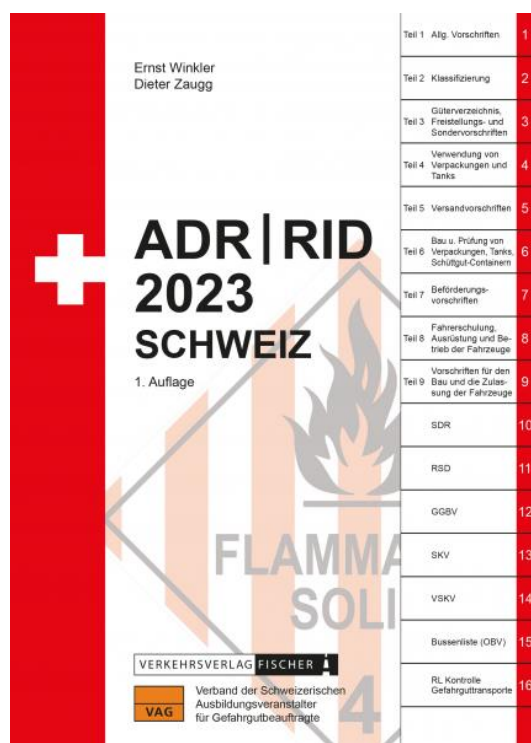 Ernst Winkler
Dieter Zaugg
ADR|RID
2023
SCHWEIZ
1. Auflage
FLAMMA
SOLI
4
VERKEHRSVERLAG FISCHER
VAG
Verband der Schweizerischen
Ausbildungsveranstalter
für Gefahrgutbeauftragte
Teil 1 Allg. Vorschriften 1
Teil 2 Klassifizierung 2
Güterverzeichnis,
Teil 3 Freistellungs- und 3
Sondervorschriften
Verwendung von
Teil 4 Verpackungen und 4
Tanks
Teil 5 Versandvorschriften 5
Bau u. Prüfung von
Teil 6 Verpackungen, Tanks, 6
Schüttgut-Containern
Teil 7 Beförderungs- 7
vorschriften
Fahrerschulung,
Teil 8 Ausrüstung und Be- 8
trieb der Fahrzeuge
Vorschriften für den
Teil 9 Bau und die Zulas- 9
sung der Fahrzeuge
SDR 10
RSD 11
GGBV 12
SKV 13
VSKV 14
Bussenliste (OBV) 15
RL Kontrolle 16
Gefahrguttransporte